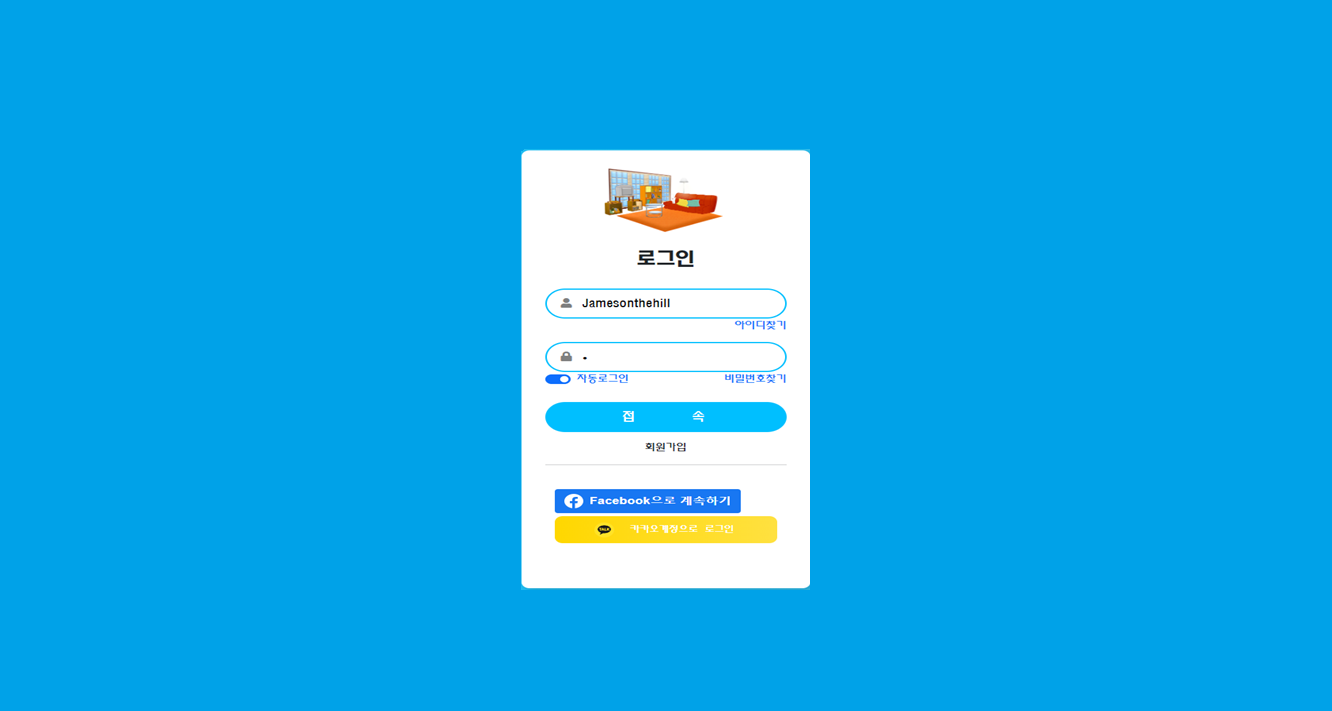 로그인
Jamesonthehill
아이디찾기
•
자동로그인 비밀번호찾기
접 속
회원가입
Facebook으로 계속하기
TALK 카카오계정으로 로그인